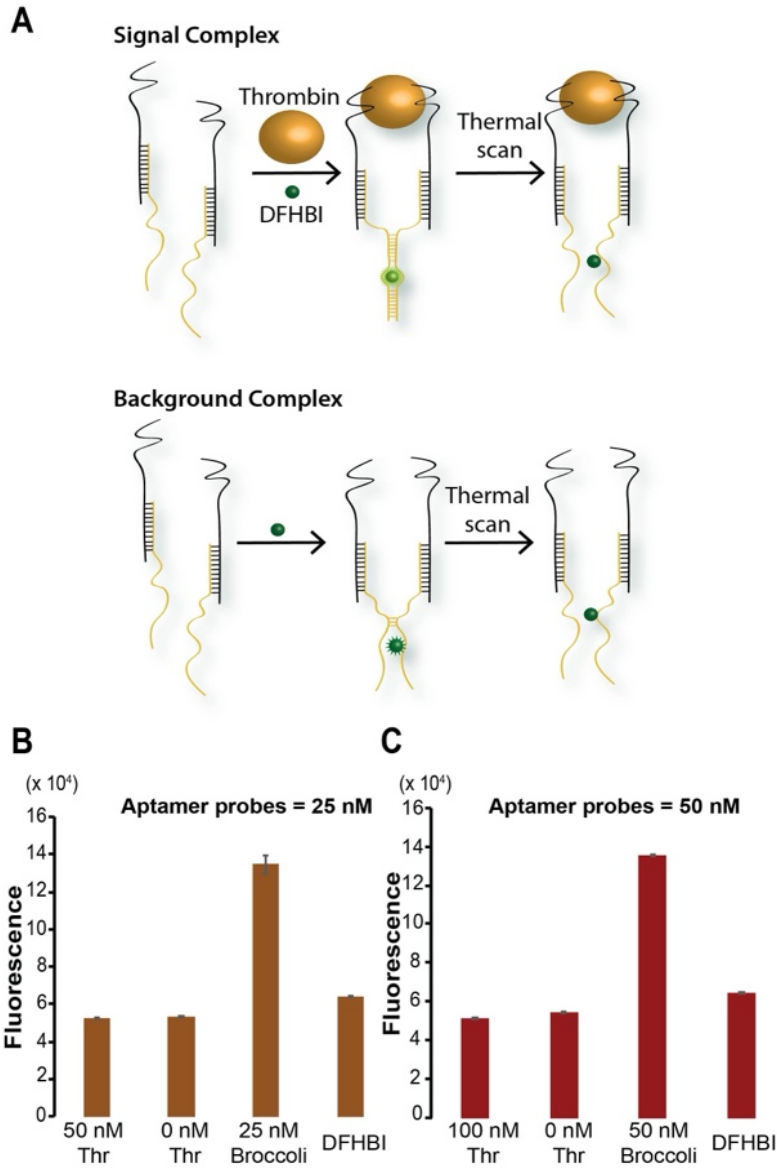 A
Signal Complex
Thrombin
DFHBI
Thermal
scan
Background Complex
Thermal
scan
B
(x 10⁴)
Aptamer probes = 25 nM
Fluorescence
16
14
12
10
8
6
4
2
0
50 nM
Thr
0 nM
Thr
25 nM
Broccoli
DFHBI
C
(x 10⁴)
Aptamer probes = 50 nM
Fluorescence
16
14
12
10
8
6
4
2
0
100 nM
Thr
0 nM
Thr
50 nM
Broccoli
DFHBI